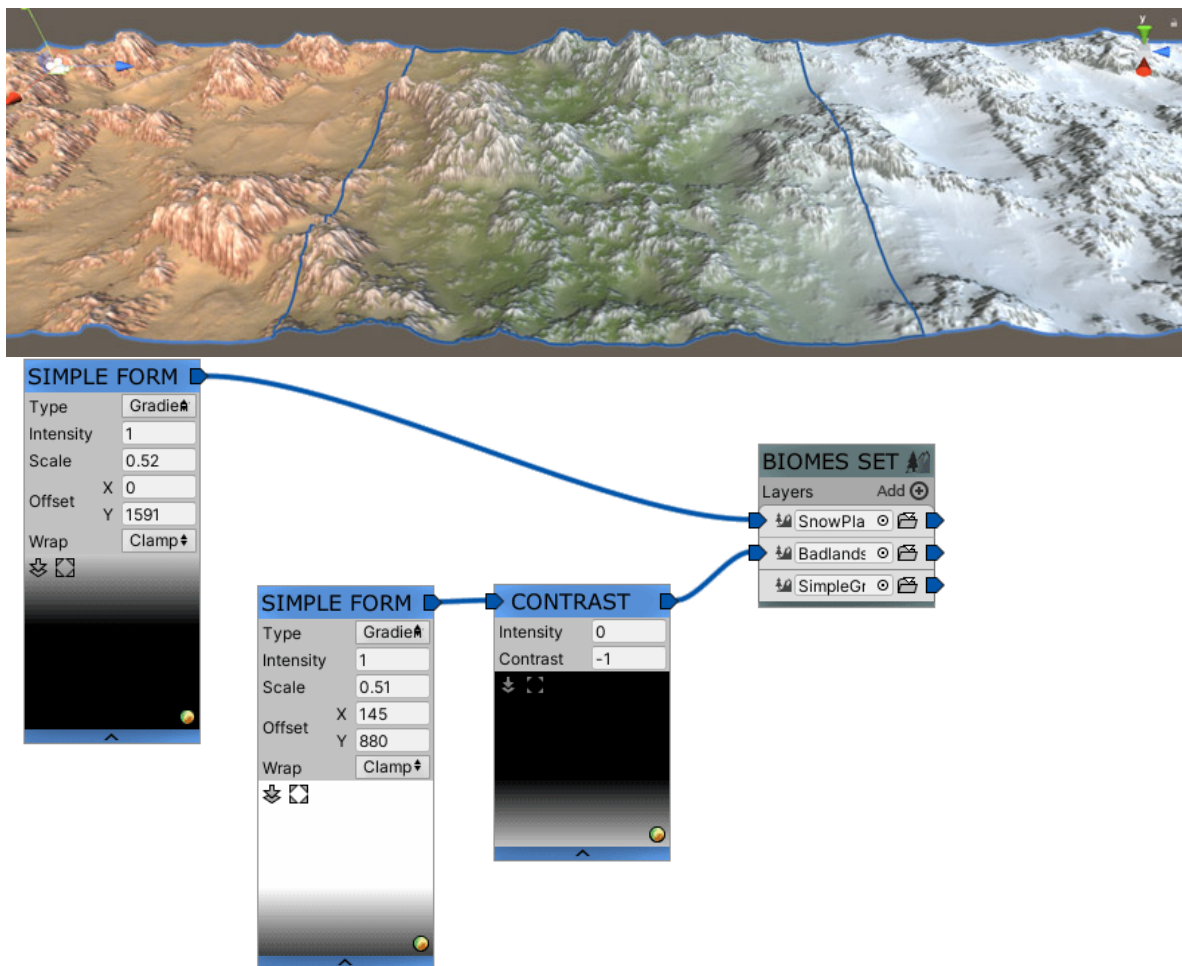 y
SIMPLE FORM
Type Gradie
Intensity 1
Scale 0.52
Offset X 0
Y 1591
Wrap Clamp
SIMPLE FORM
Type Gradie
Intensity 1
Scale 0.51
Offset X 145
Y 880
Wrap Clamp
CONTRAST
Intensity 0
Contrast -1
BIOMES SET
Layers Add
SnowPla
Badlands
SimpleGr